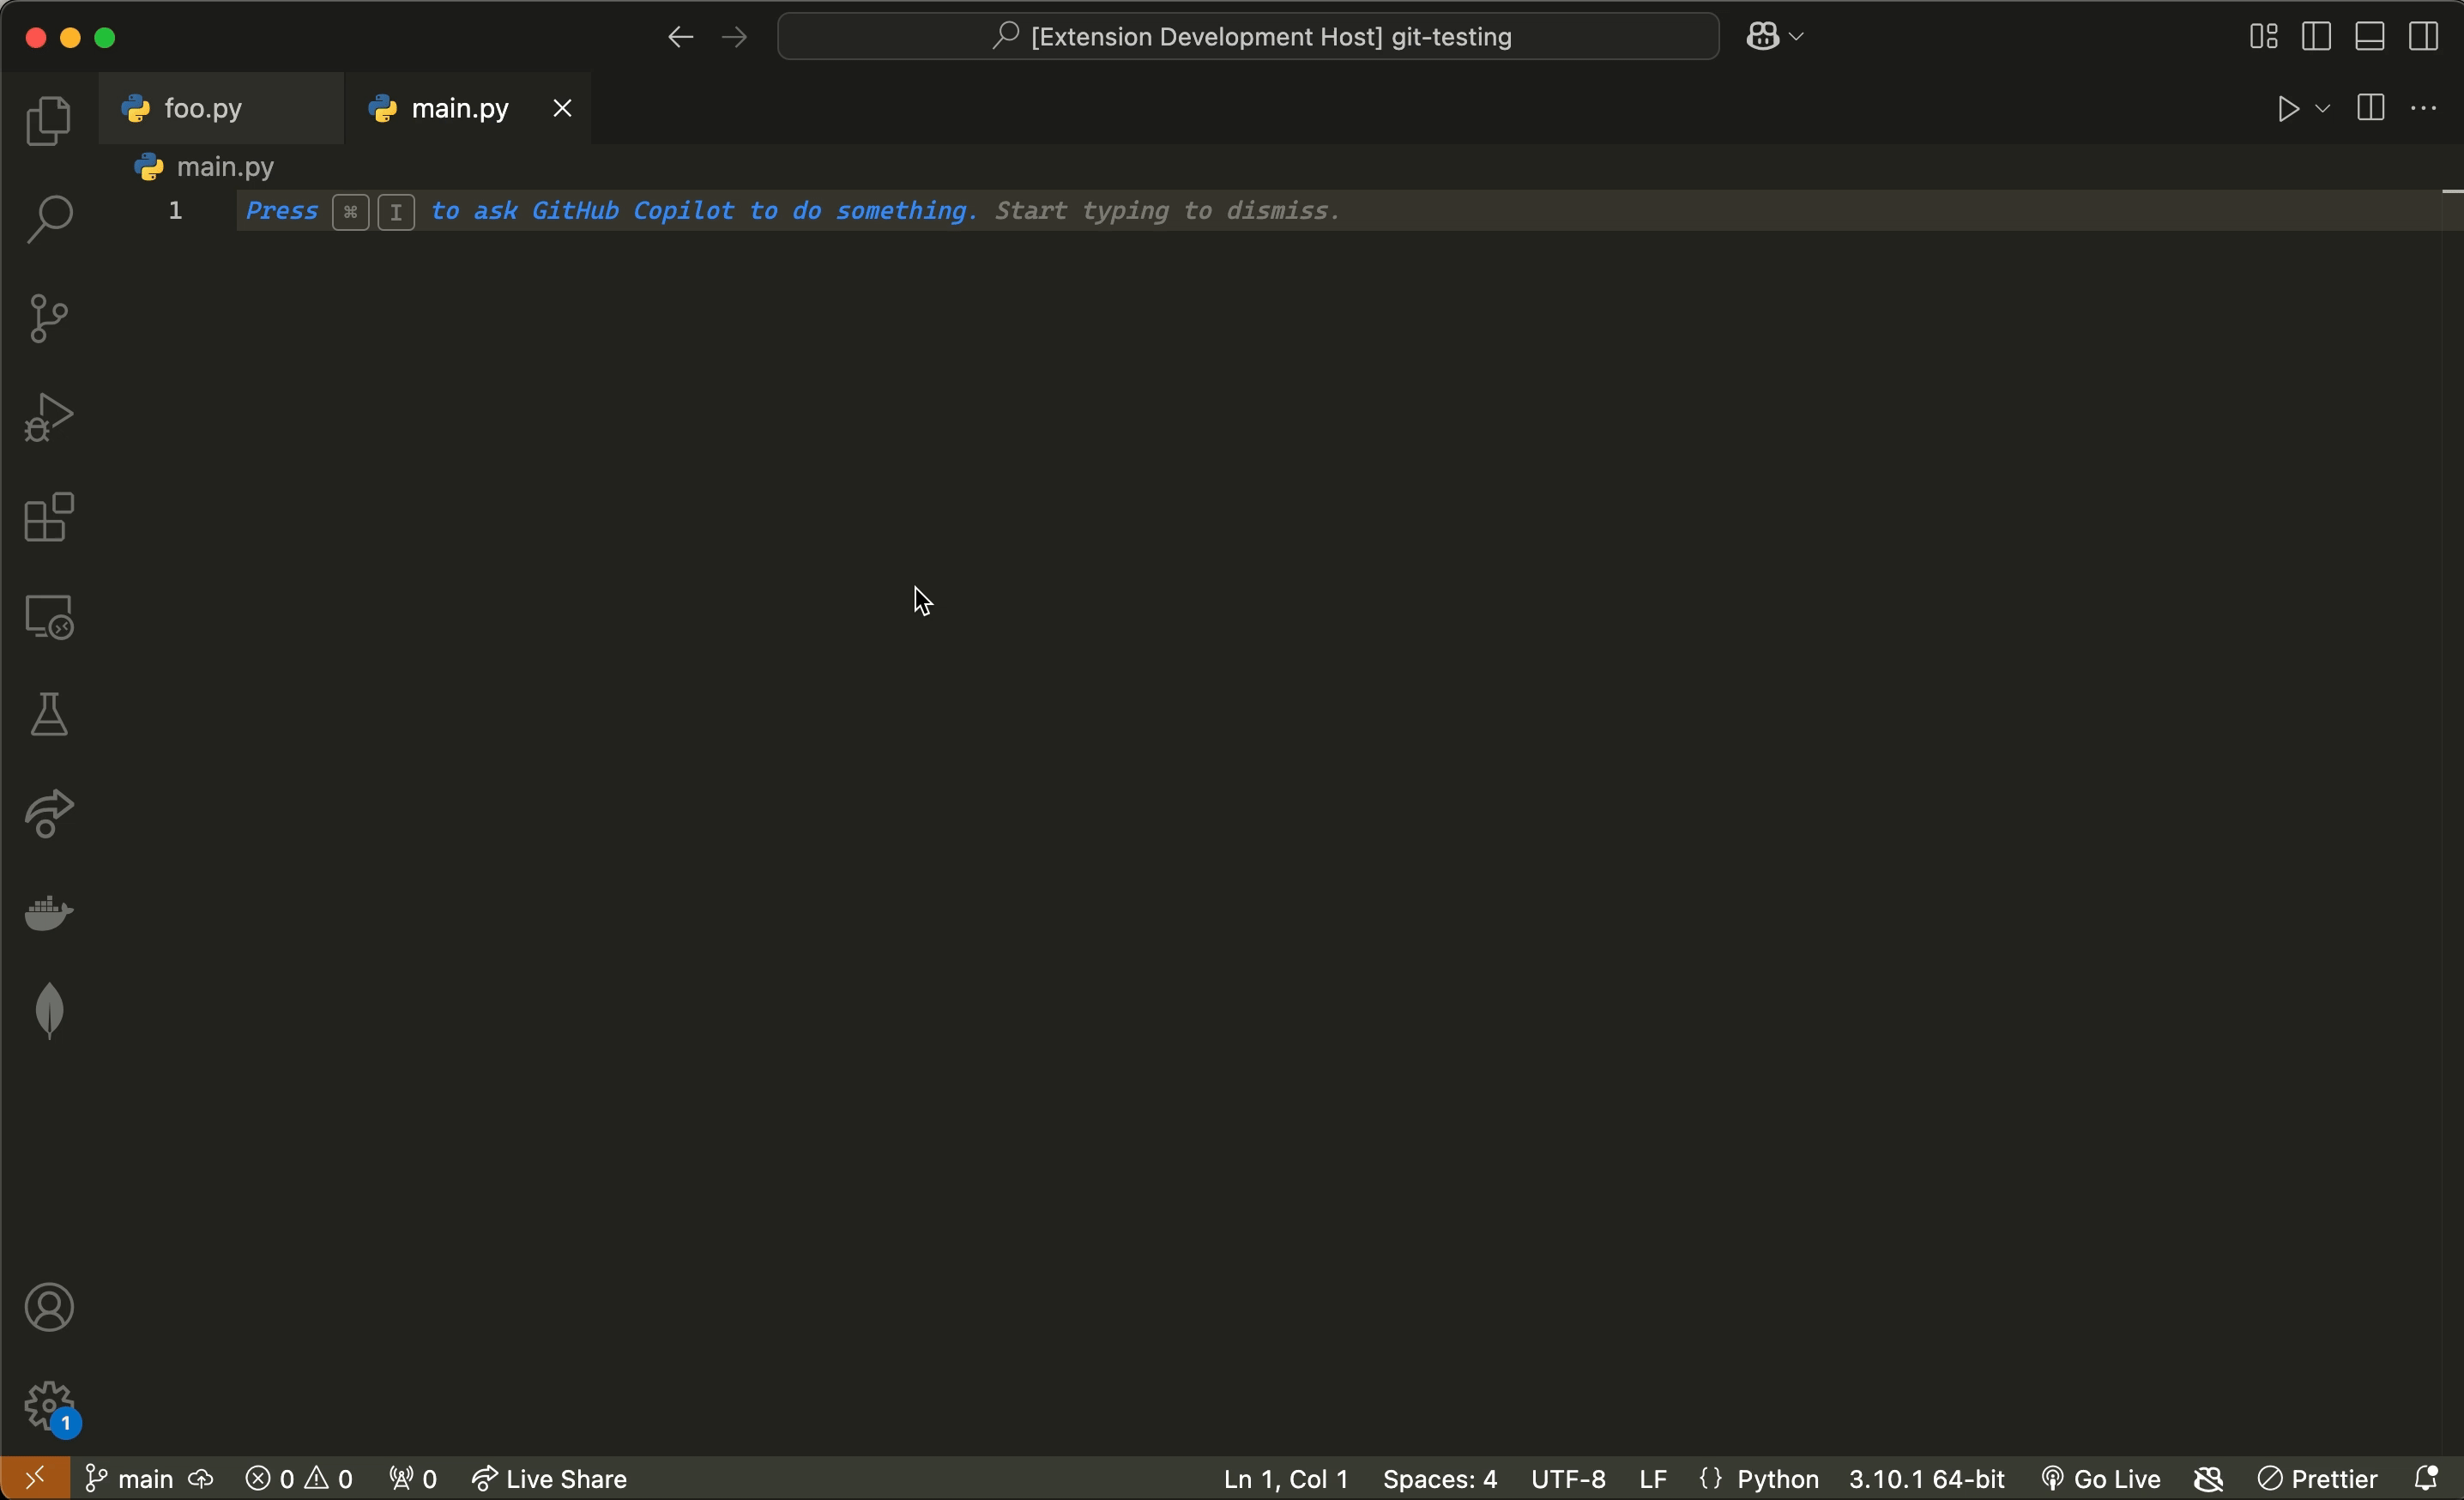 [Extension Development Host] git-testing
foo.py
main.py
main.py
1 Press ⌘ I to ask GitHub Copilot to do something. Start typing to dismiss.
1
main 0 0 0 Live Share Ln 1, Col 1 Spaces: 4 UTF-8 LF {} Python 3.10.1 64-bit Go Live Prettier